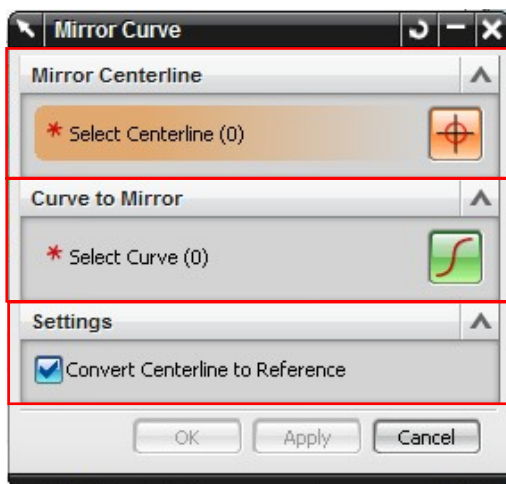 Mirror Curve
Mirror Centerline
* Select Centerline (0)
Curve to Mirror
* Select Curve (0)
Settings
Convert Centerline to Reference
OK Apply Cancel